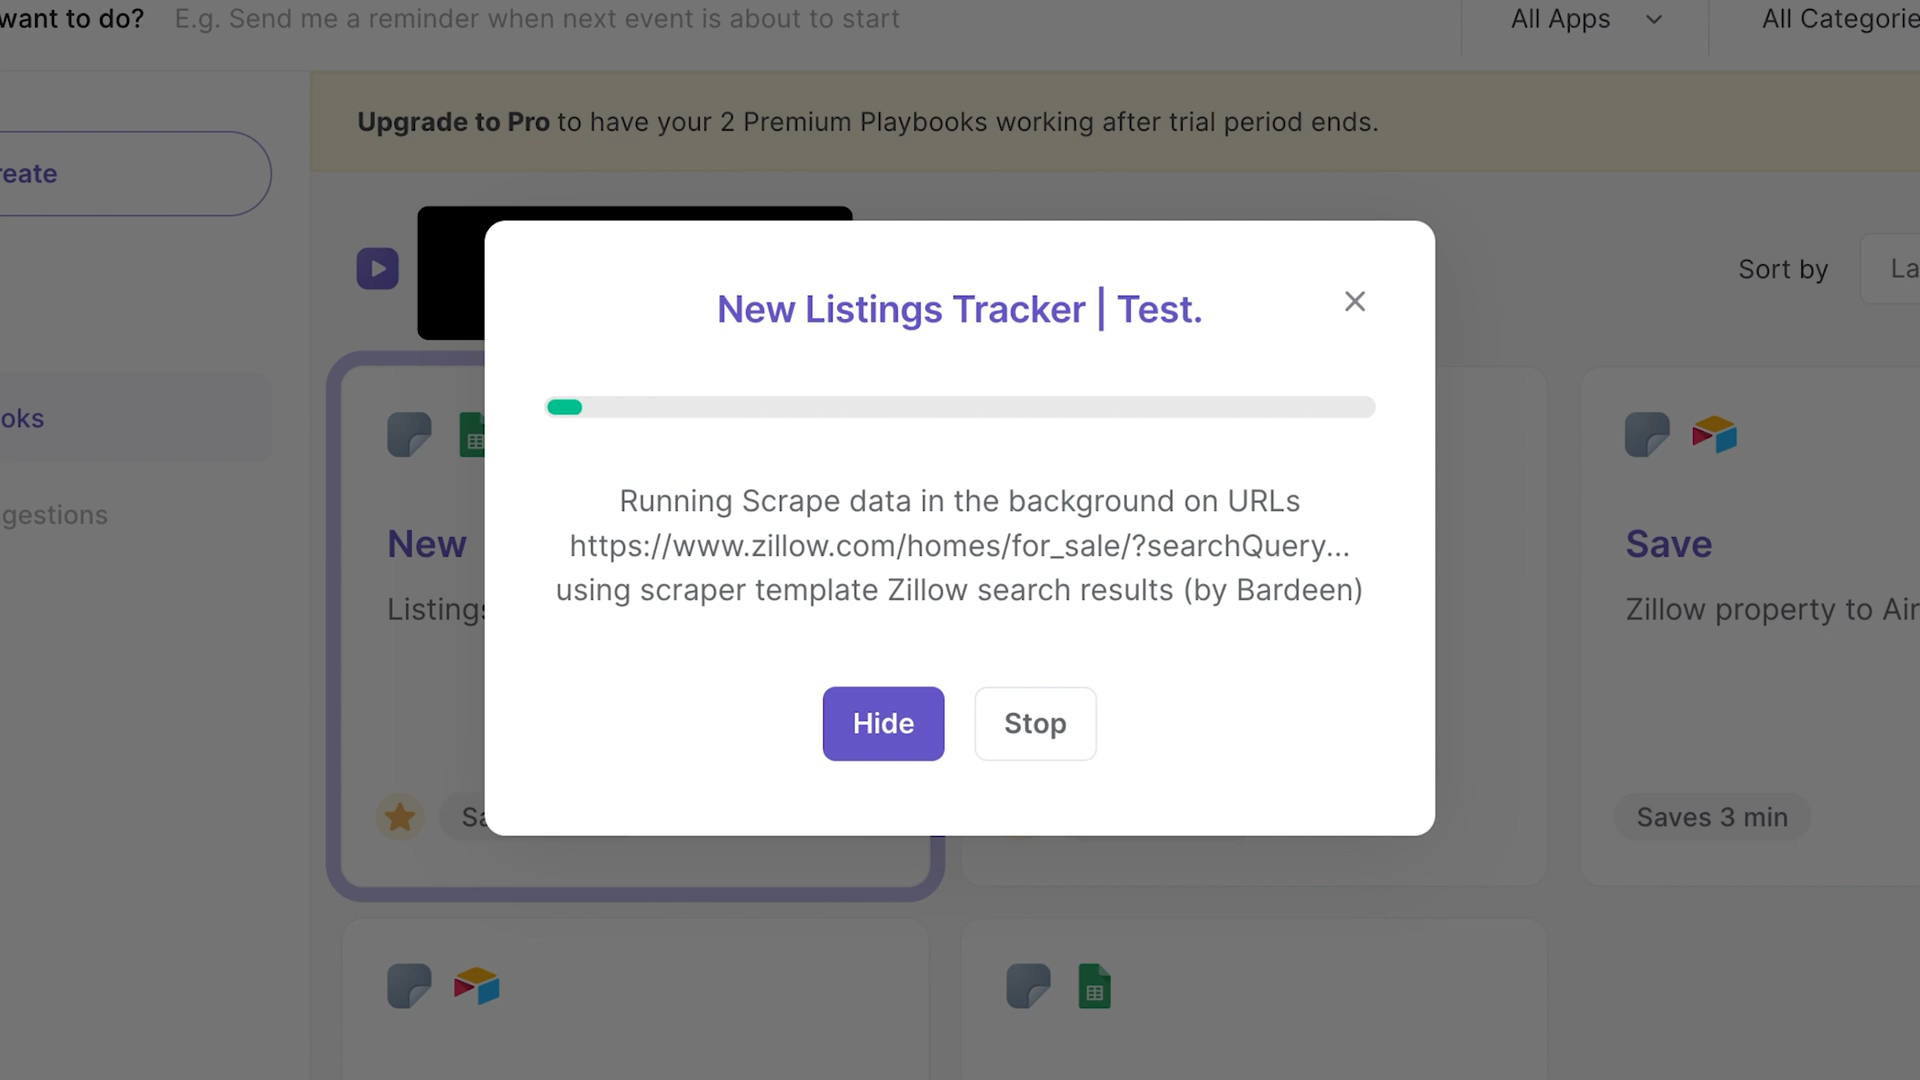 want to do? E.g. Send me a reminder when next event is about to start
All Apps
All Categorie
Upgrade to Pro to have your 2 Premium Playbooks working after trial period ends.
reate
Sort by
La
New Listings Tracker | Test.
oks
gestions
Running Scrape data in the background on URLs
https://www.zillow.com/homes/for_sale/?searchQuery...
using scraper template Zillow search results (by Bardeen)
New
Listings
Save
Zillow property to Air
Hide
Stop
Sa
Saves 3 min